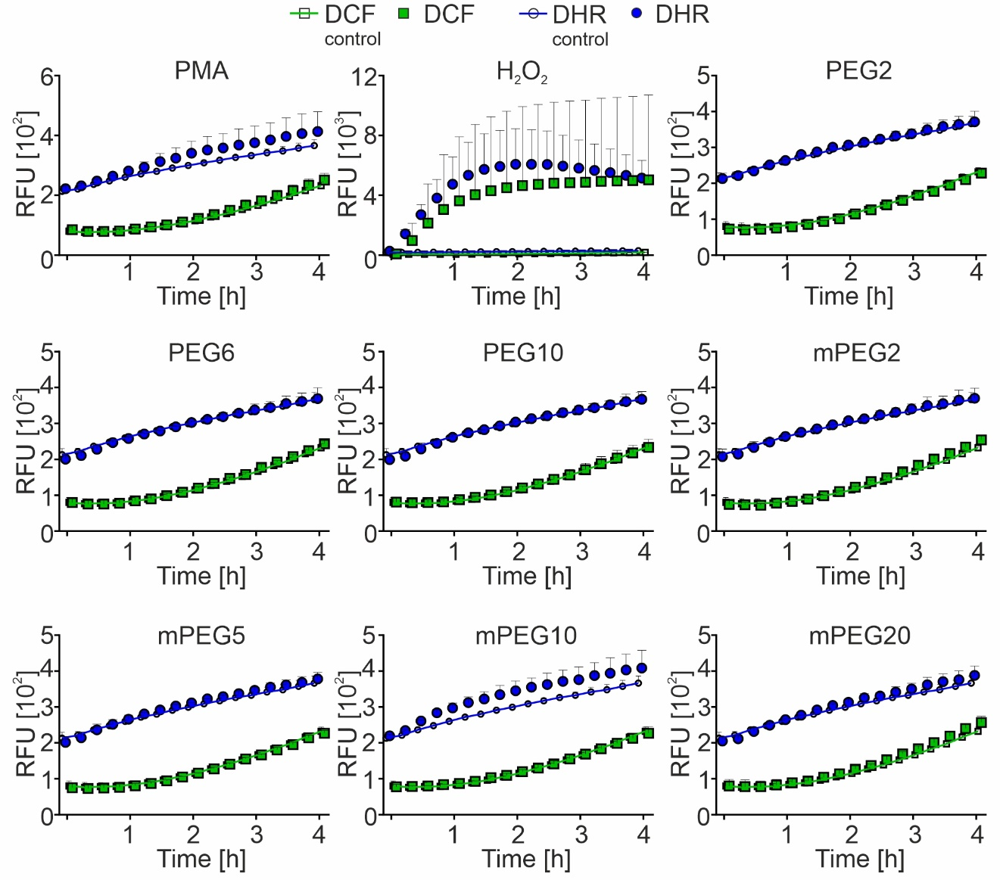 DCF control DCF DHR control DHR
PMA
6
4
2
0
RFU [10²]
1 2 3 4
Time [h]
H₂O₂
12
8
4
0
RFU [10³]
1 2 3 4
Time [h]
PEG2
5
4
3
2
1
0
RFU [10²]
1 2 3 4
Time [h]
PEG6
5
4
3
2
1
0
RFU [10²]
1 2 3 4
Time [h]
PEG10
5
4
3
2
1
0
RFU [10²]
1 2 3 4
Time [h]
mPEG2
5
4
3
2
1
0
RFU [10²]
1 2 3 4
Time [h]
mPEG5
5
4
3
2
1
0
RFU [10²]
1 2 3 4
Time [h]
mPEG10
5
4
3
2
1
0
RFU [10²]
1 2 3 4
Time [h]
mPEG20
5
4
3
2
1
0
RFU [10²]
1 2 3 4
Time [h]